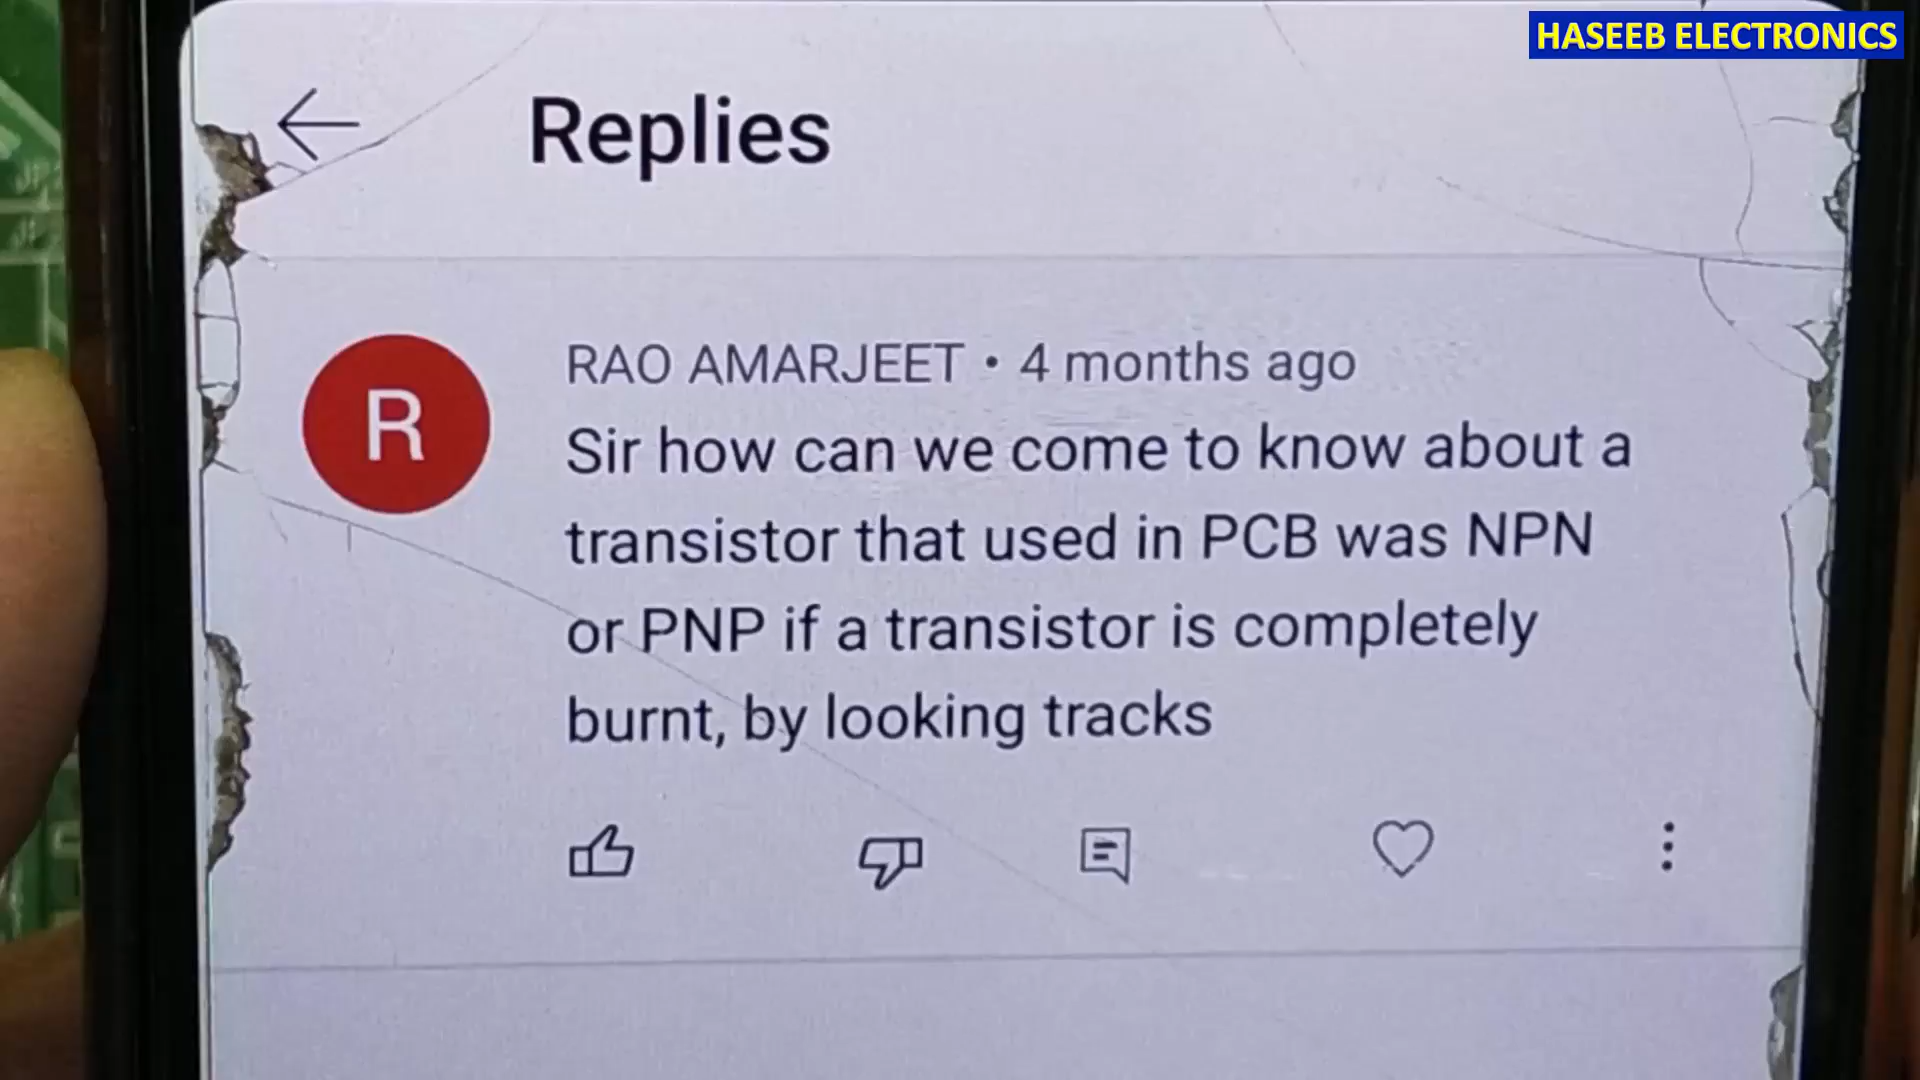 HASEEB ELECTRONICS
Replies
R
RAO AMARJEET • 4 months ago
Sir how can we come to know about a
transistor that used in PCB was NPN
or PNP if a transistor is completely
burnt, by looking tracks